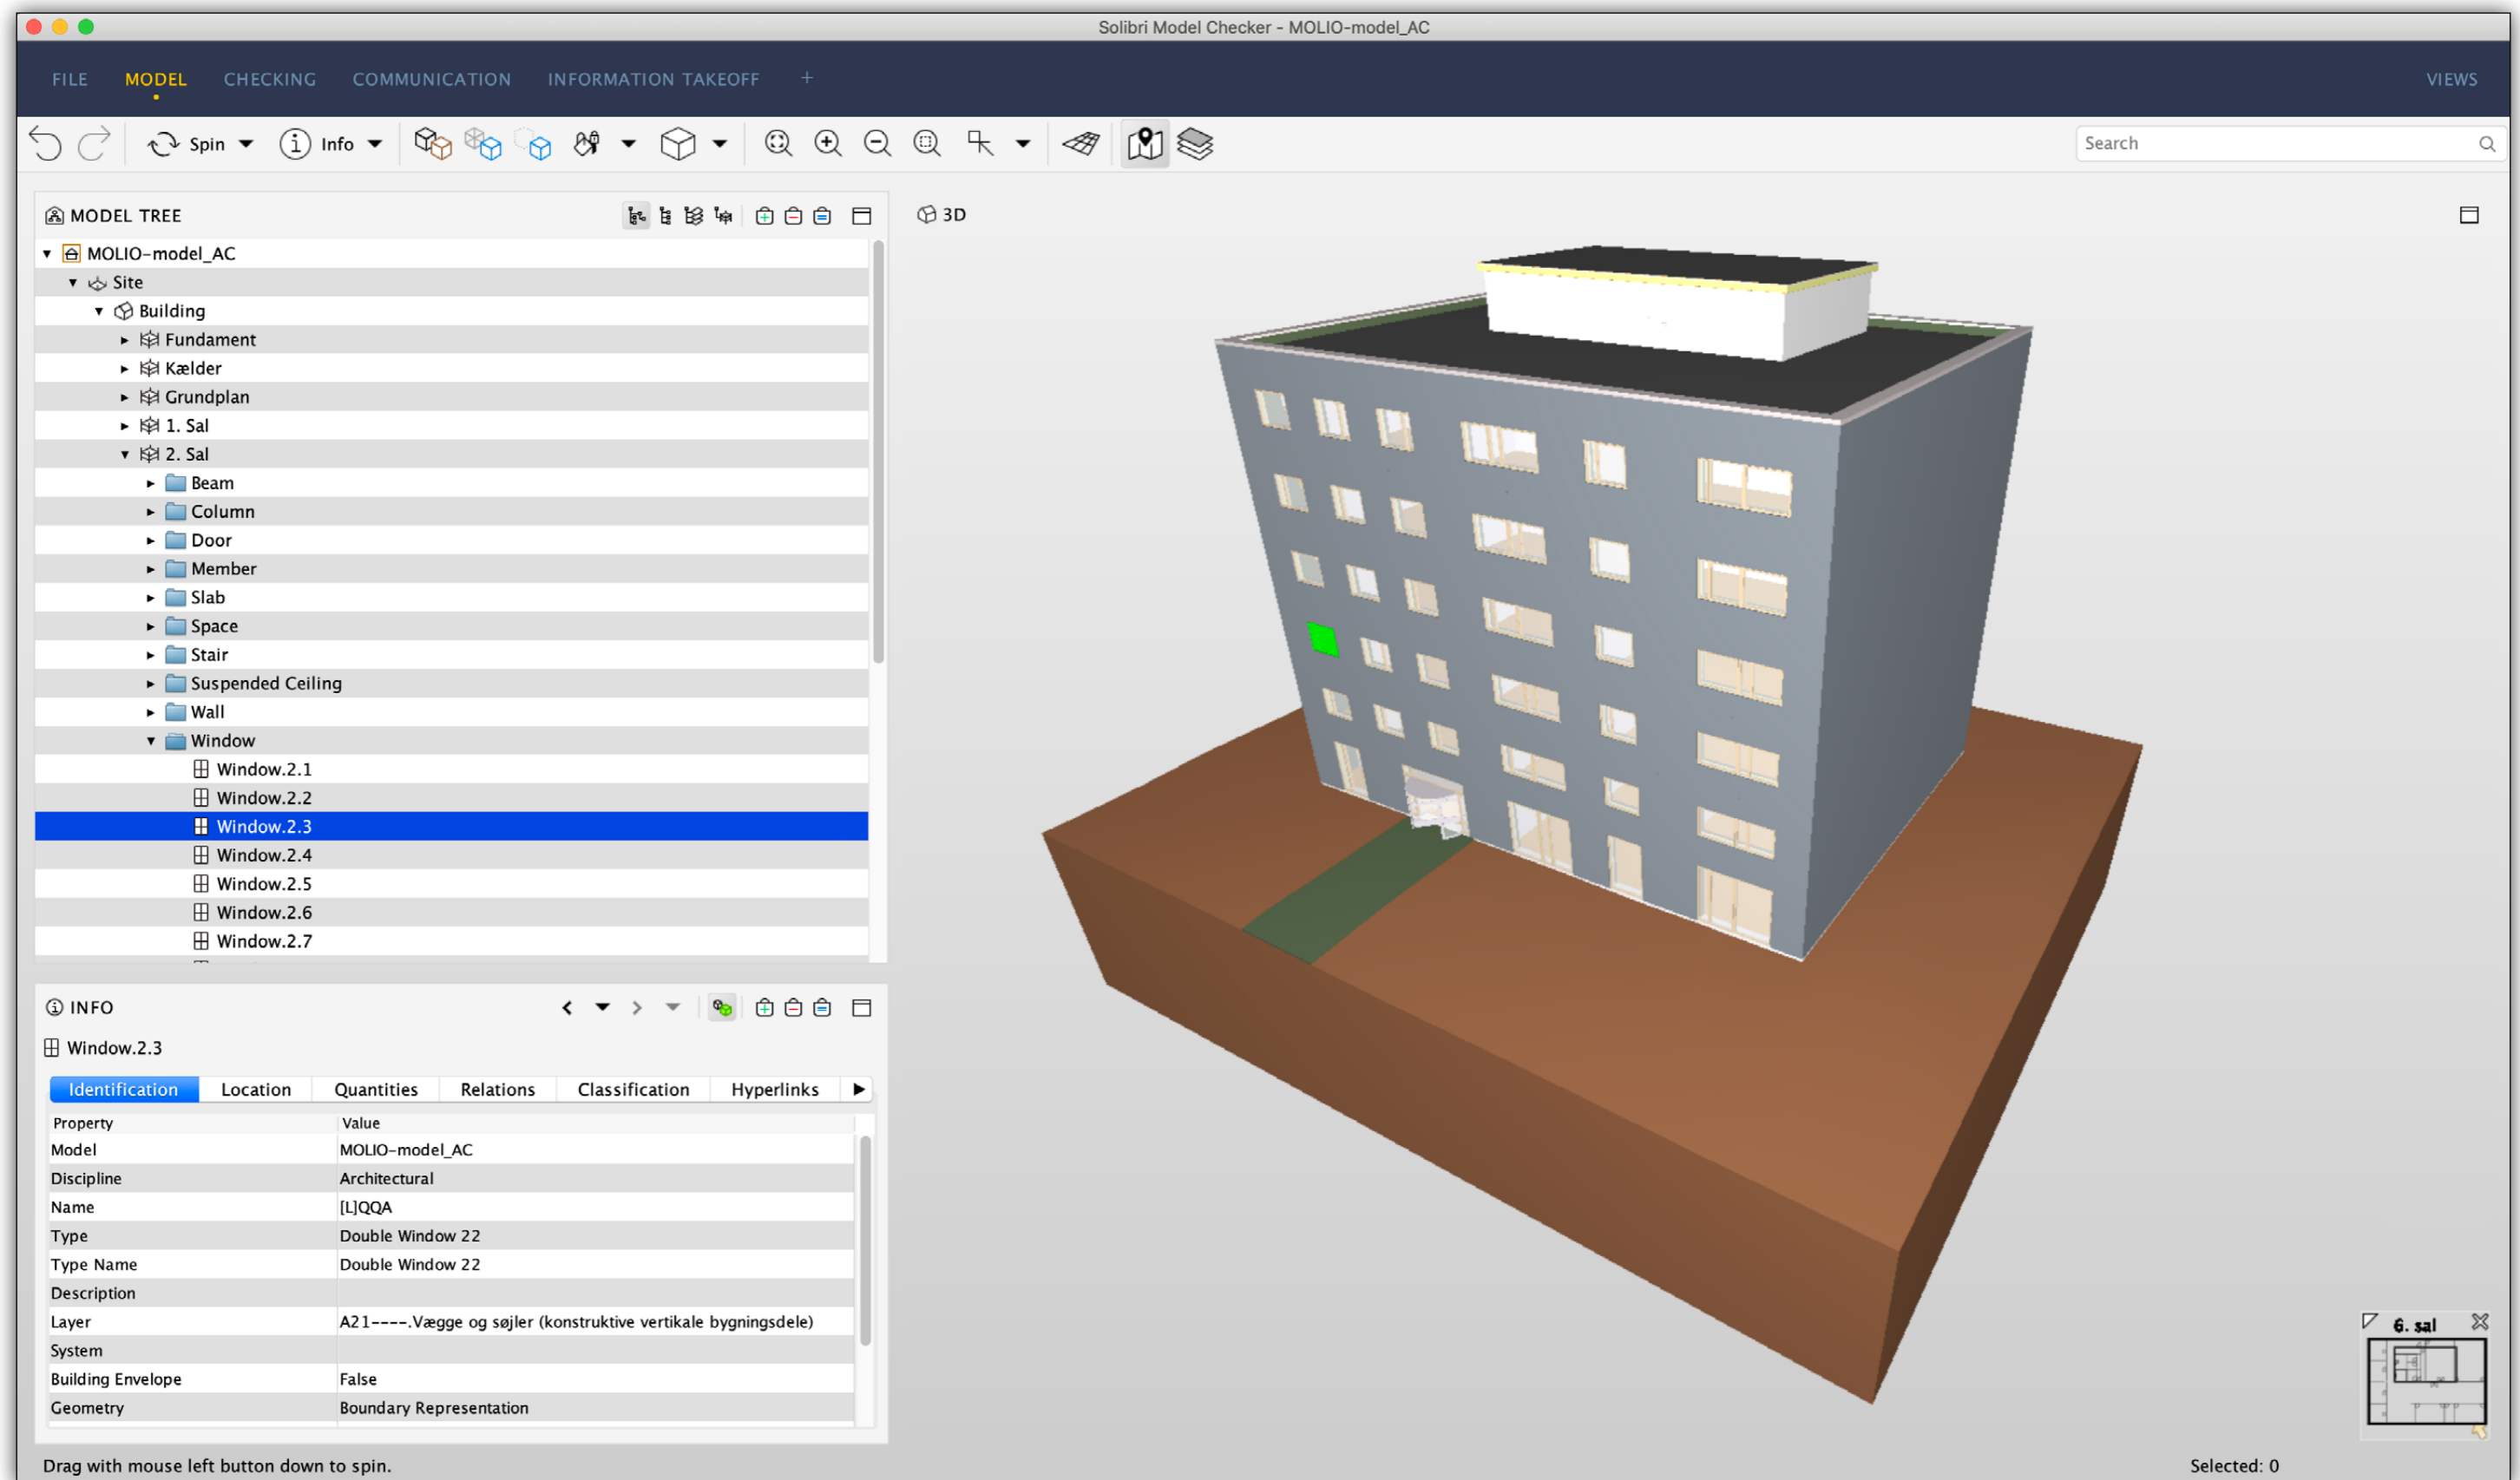 Solibri Model Checker - MOLIO-model_AC
FILE MODEL CHECKING COMMUNICATION INFORMATION TAKEOFF + VIEWS
Spin Info Search
MODEL TREE
3D
MOLIO-model_AC
Site
Building
Fundament
Kælder
Grundplan
1. Sal
2. Sal
Beam
Column
Door
Member
Slab
Space
Stair
Suspended Ceiling
Wall
Window
Window.2.1
Window.2.2
Window.2.3
Window.2.4
Window.2.5
Window.2.6
Window.2.7
INFO
Window.2.3
Identification Location Quantities Relations Classification Hyperlinks
Property Value
Model MOLIO-model_AC
Discipline Architectural
Name [L]QQA
Type Double Window 22
Type Name Double Window 22
Description
Layer A21----.Vægge og søjler (konstruktive vertikale bygningsdele)
System
Building Envelope False
Geometry Boundary Representation
6. sal
Drag with mouse left button down to spin.
Selected: 0